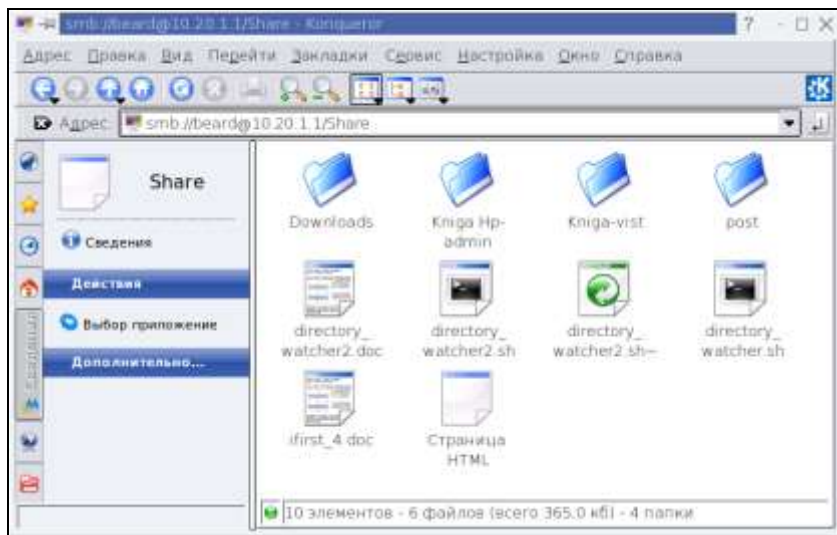 smb://beard@10.20.1.1/Share - Konqueror
Адрес Правка Вид Перейти Закладки Сервис Настройка Окно Справка
Адрес: smb://beard@10.20.1.1/Share
Share
Сведения
Действия
Выбор приложение
Дополнительно...
Downloads
Kniga Hp-
admin
Kniga-vist
post
directory_
watcher2.doc
directory_
watcher2.sh
directory_
watcher2.sh~
directory_
watcher.sh
ifirst_4.doc
Страница
HTML
10 элементов - 6 файлов (всего 365.0 кб) - 4 папки